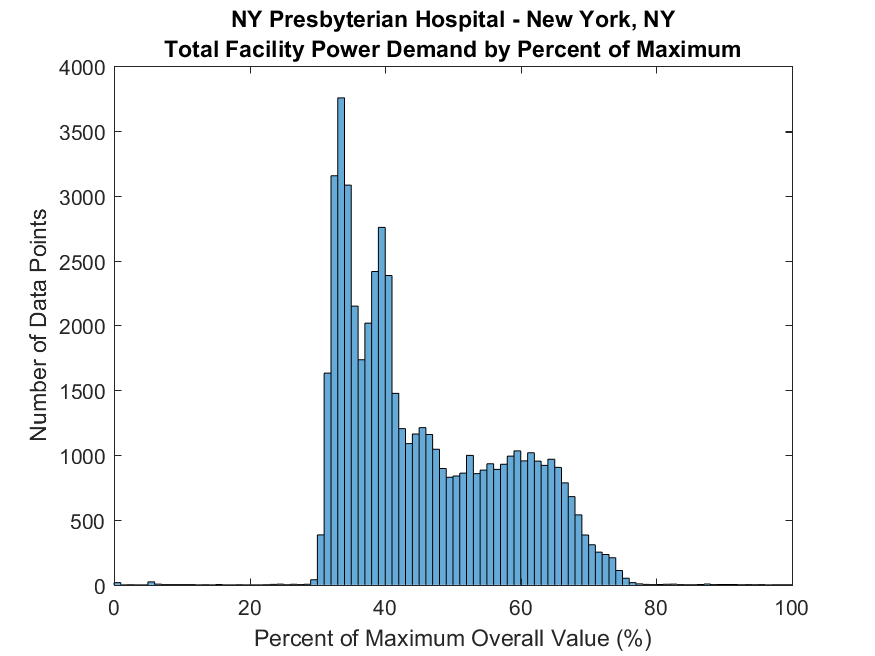 NY Presbyterian Hospital - New York, NY
Total Facility Power Demand by Percent of Maximum
4000
3500
3000
2500
2000
1500
1000
500
0
Number of Data Points
0 20 40 60 80 100
Percent of Maximum Overall Value (%)